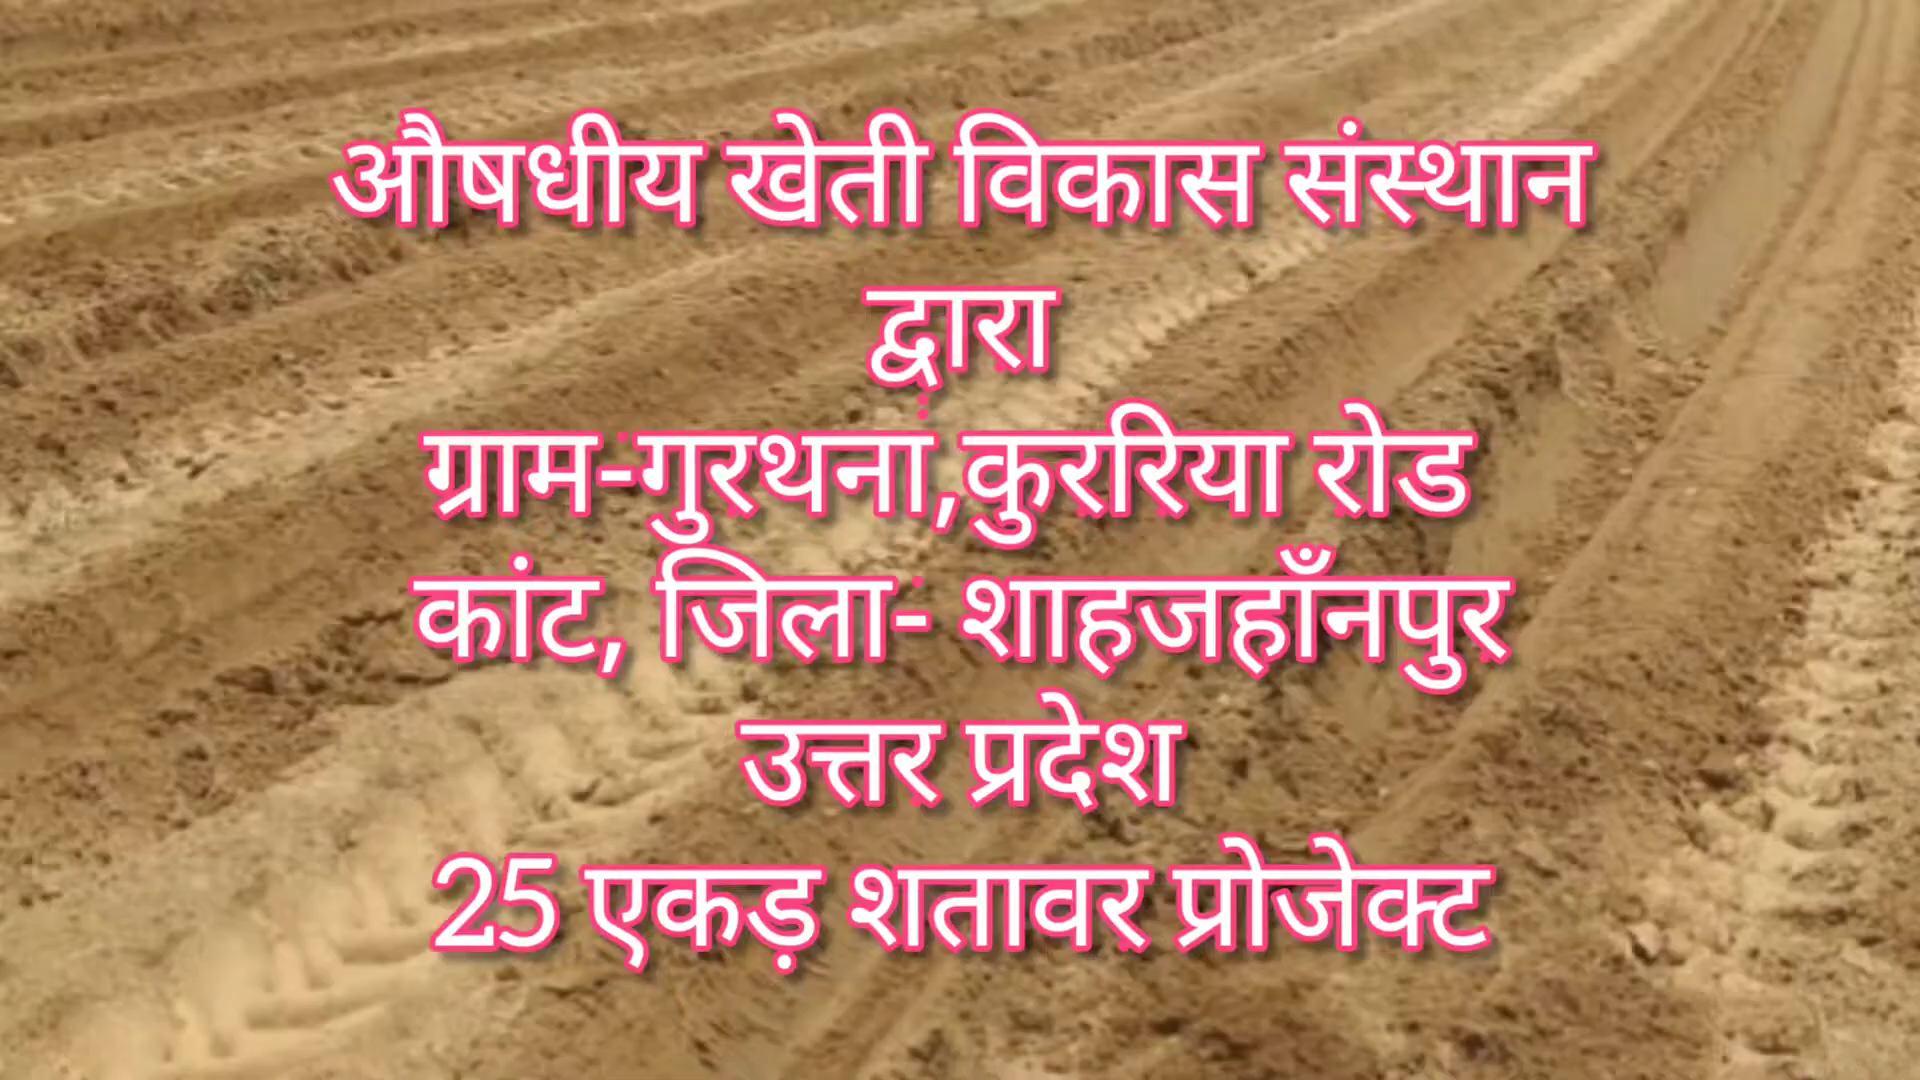 औषधीय खेती विकास संस्थान
द्वारा
ग्राम-गुरथना,कुररिया रोड
कांट, जिला- शाहजहाँनपुर
उत्तर प्रदेश
25 एकड़ शतावर प्रोजेक्ट